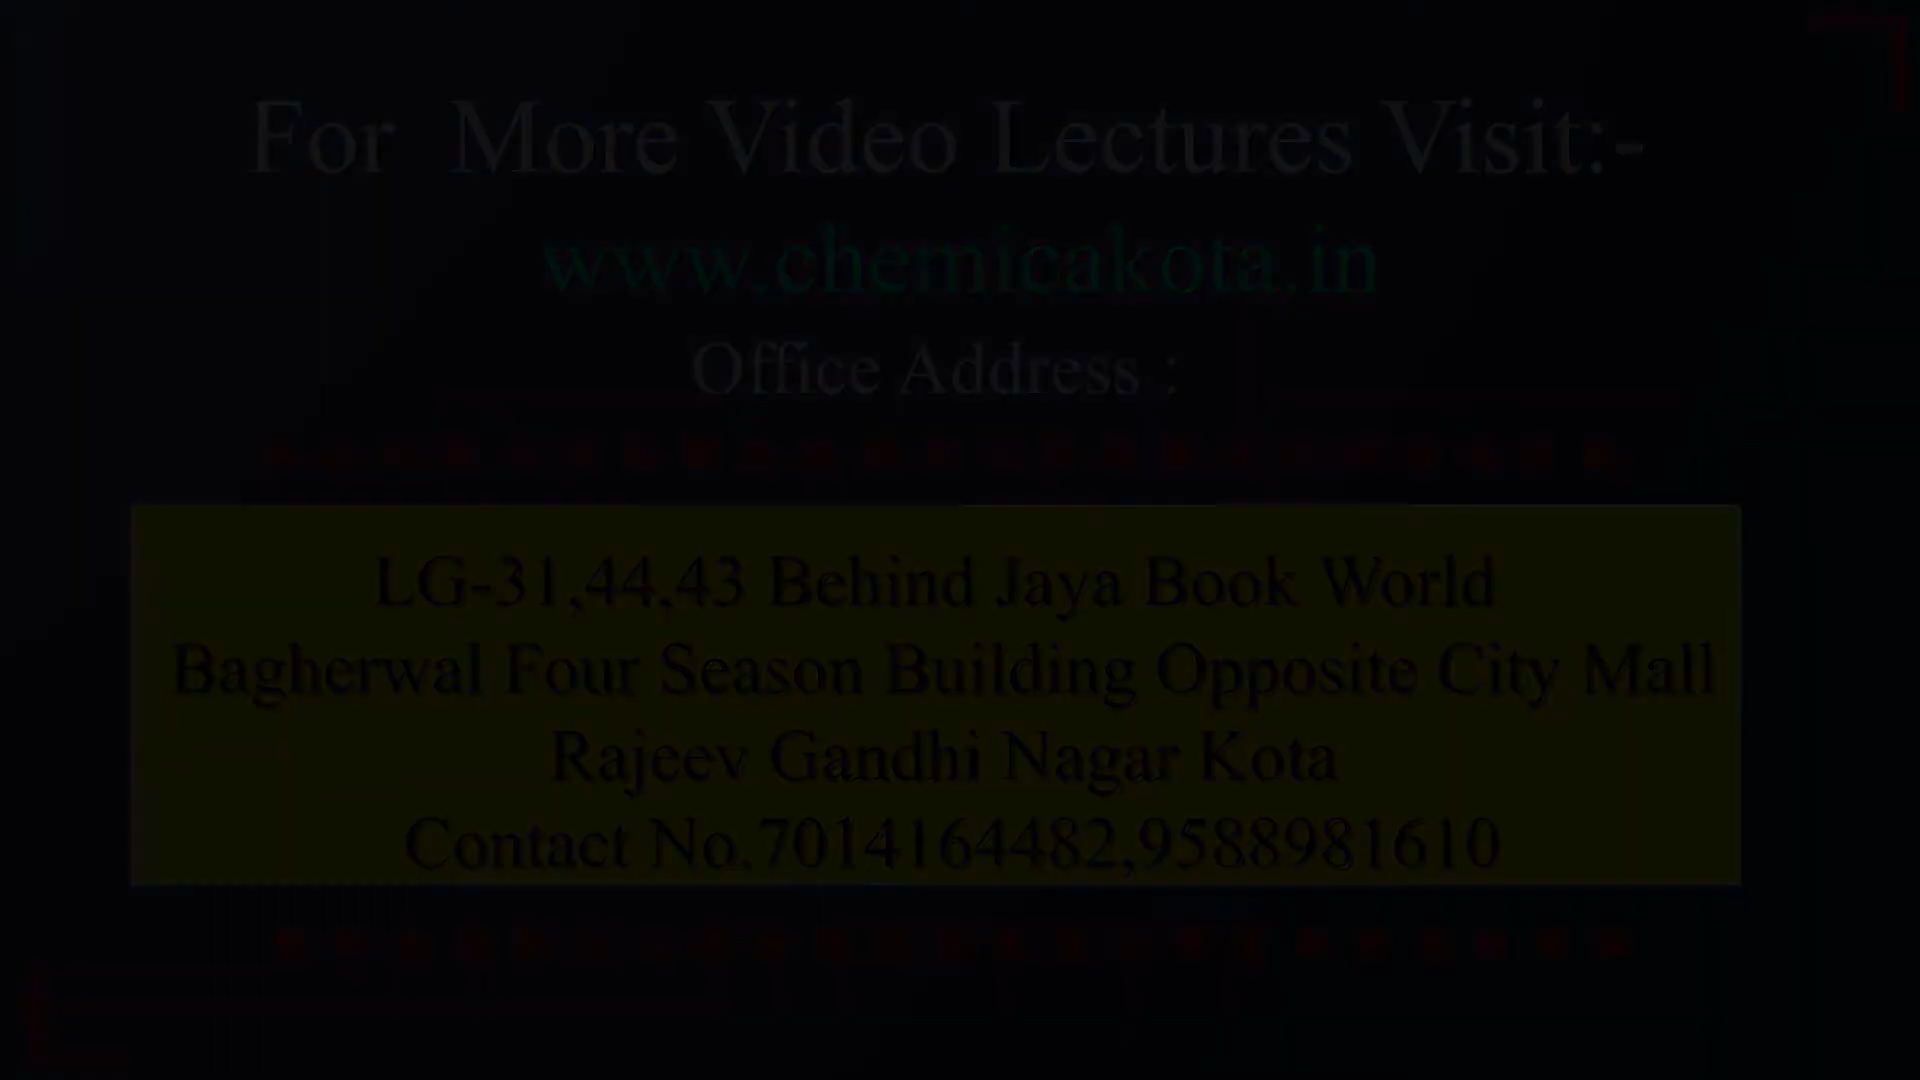 For More Video Lectures Visit:-
www.chemicakota.in
Office Address :
LG-31,44,43 Behind Jaya Book World
Bagherwal Four Season Building Opposite City Mall
Rajeev Gandhi Nagar Kota
Contact No.7014164482,9588981610